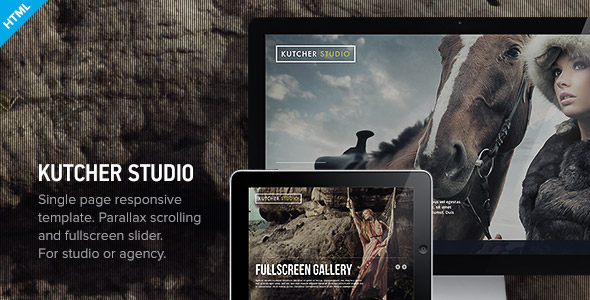 HTML
KUTCHER STUDIO
Single page responsive
template. Parallax scrolling
and fullscreen slider.
For studio or agency.
KUTCHER STUDIO
KUTCHER STUDIO
FULLSCREEN GALLERY